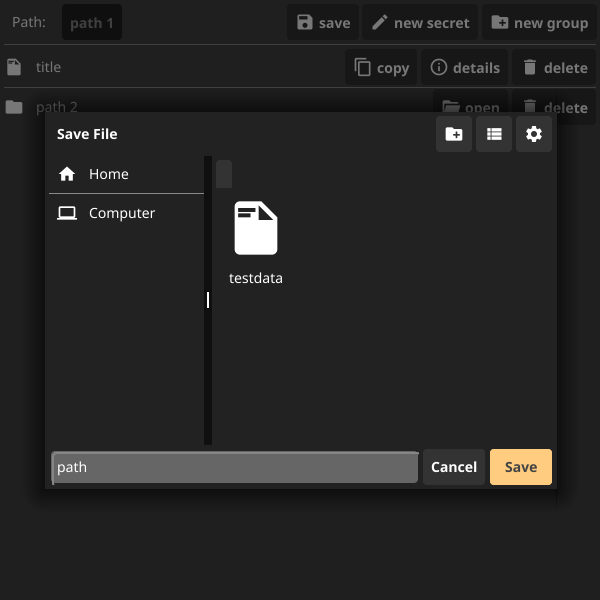 Path: path 1 save new secret new group
title copy details delete
path 2 open delete
Save File
Home
Computer
testdata
path Cancel Save